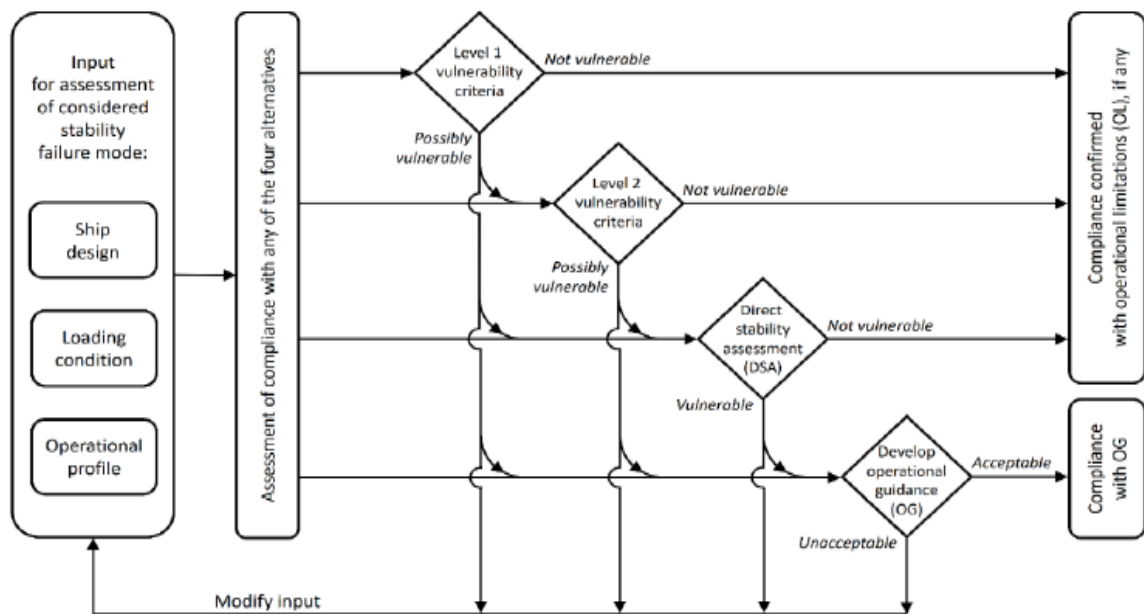 Input
for assessment
of considered
stability
failure mode:
Ship
design
Loading
condition
Operational
profile
Assessment of compliance with any of the four alternatives
Level 1
vulnerability
criteria
Not vulnerable
Possibly
vulnerable
Level 2
vulnerability
criteria
Not vulnerable
Possibly
vulnerable
Direct
stability
assessment
(DSA)
Not vulnerable
Vulnerable
Develop
operational
guidance
(OG)
Acceptable
Unacceptable
Compliance confirmed
with operational limitations (OL), if any
Compliance
with OG
Modify input